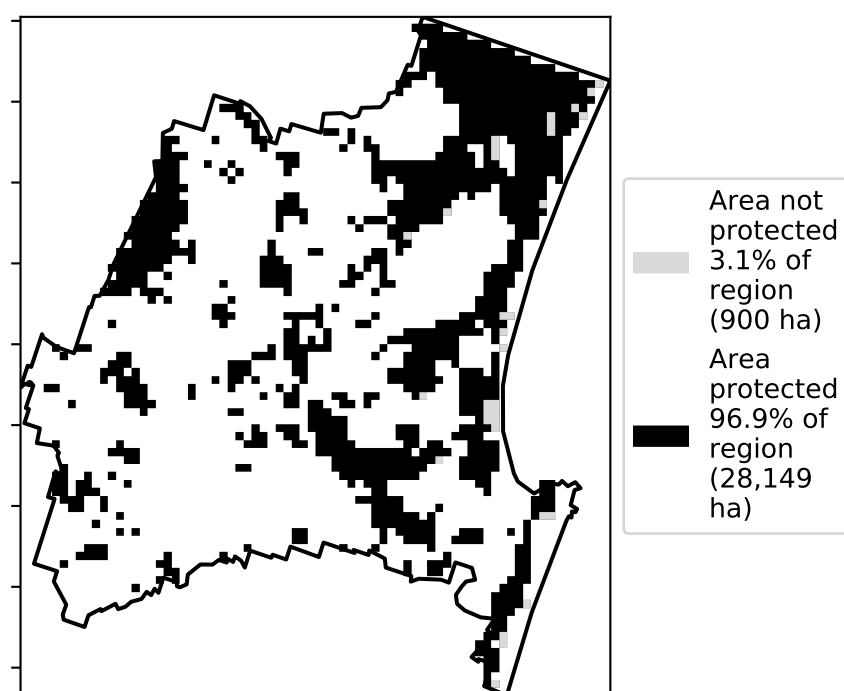 Area not
protected
3.1% of
region
(900 ha)
Area
protected
96.9% of
region
(28,149
ha)